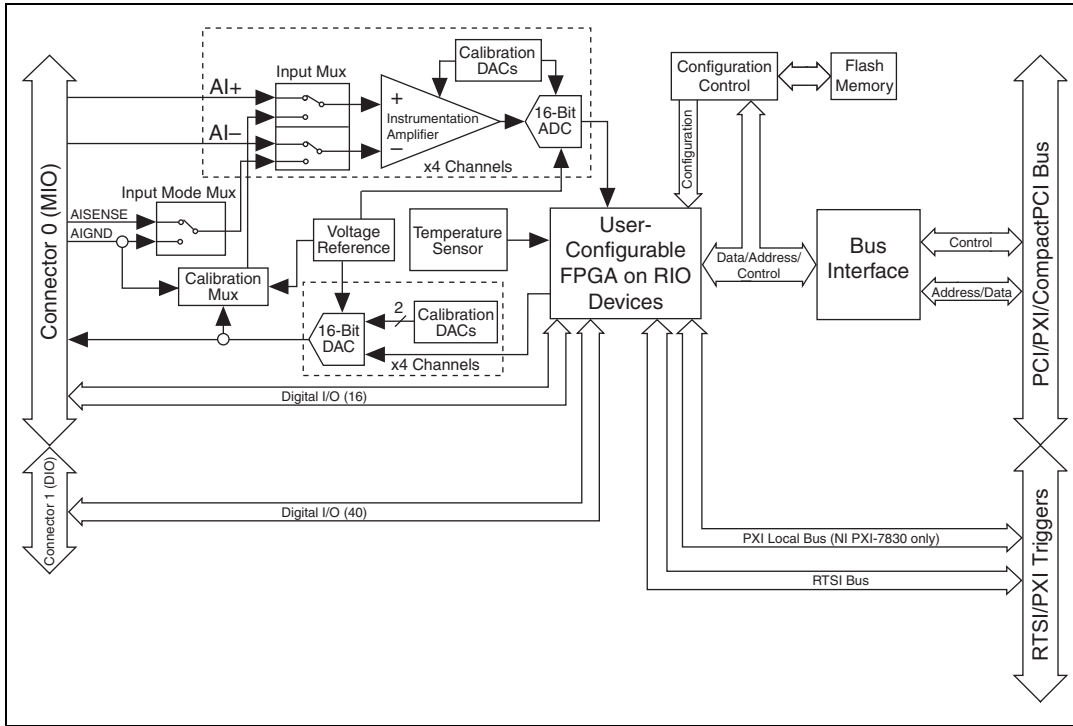 Connector 0 (MIO)
AI+
AI–
Input Mux
+
–
Instrumentation
Amplifier
Calibration
DACs
16-Bit
ADC
x4 Channels
Input Mode Mux
AISENSE
AIGND
Calibration
Mux
Voltage
Reference
Temperature
Sensor
16-Bit
DAC
2
Calibration
DACs
x4 Channels
Configuration
Control
Flash
Memory
Configuration
User-
Configurable
FPGA on RIO
Devices
Data/Address/
Control
Bus
Interface
Control
Address/Data
PCI/PXI/CompactPCI Bus
Digital I/O (16)
Connector 1 (DIO)
Digital I/O (40)
PXI Local Bus (NI PXI-7830 only)
RTSI Bus
RTSI/PXI Triggers